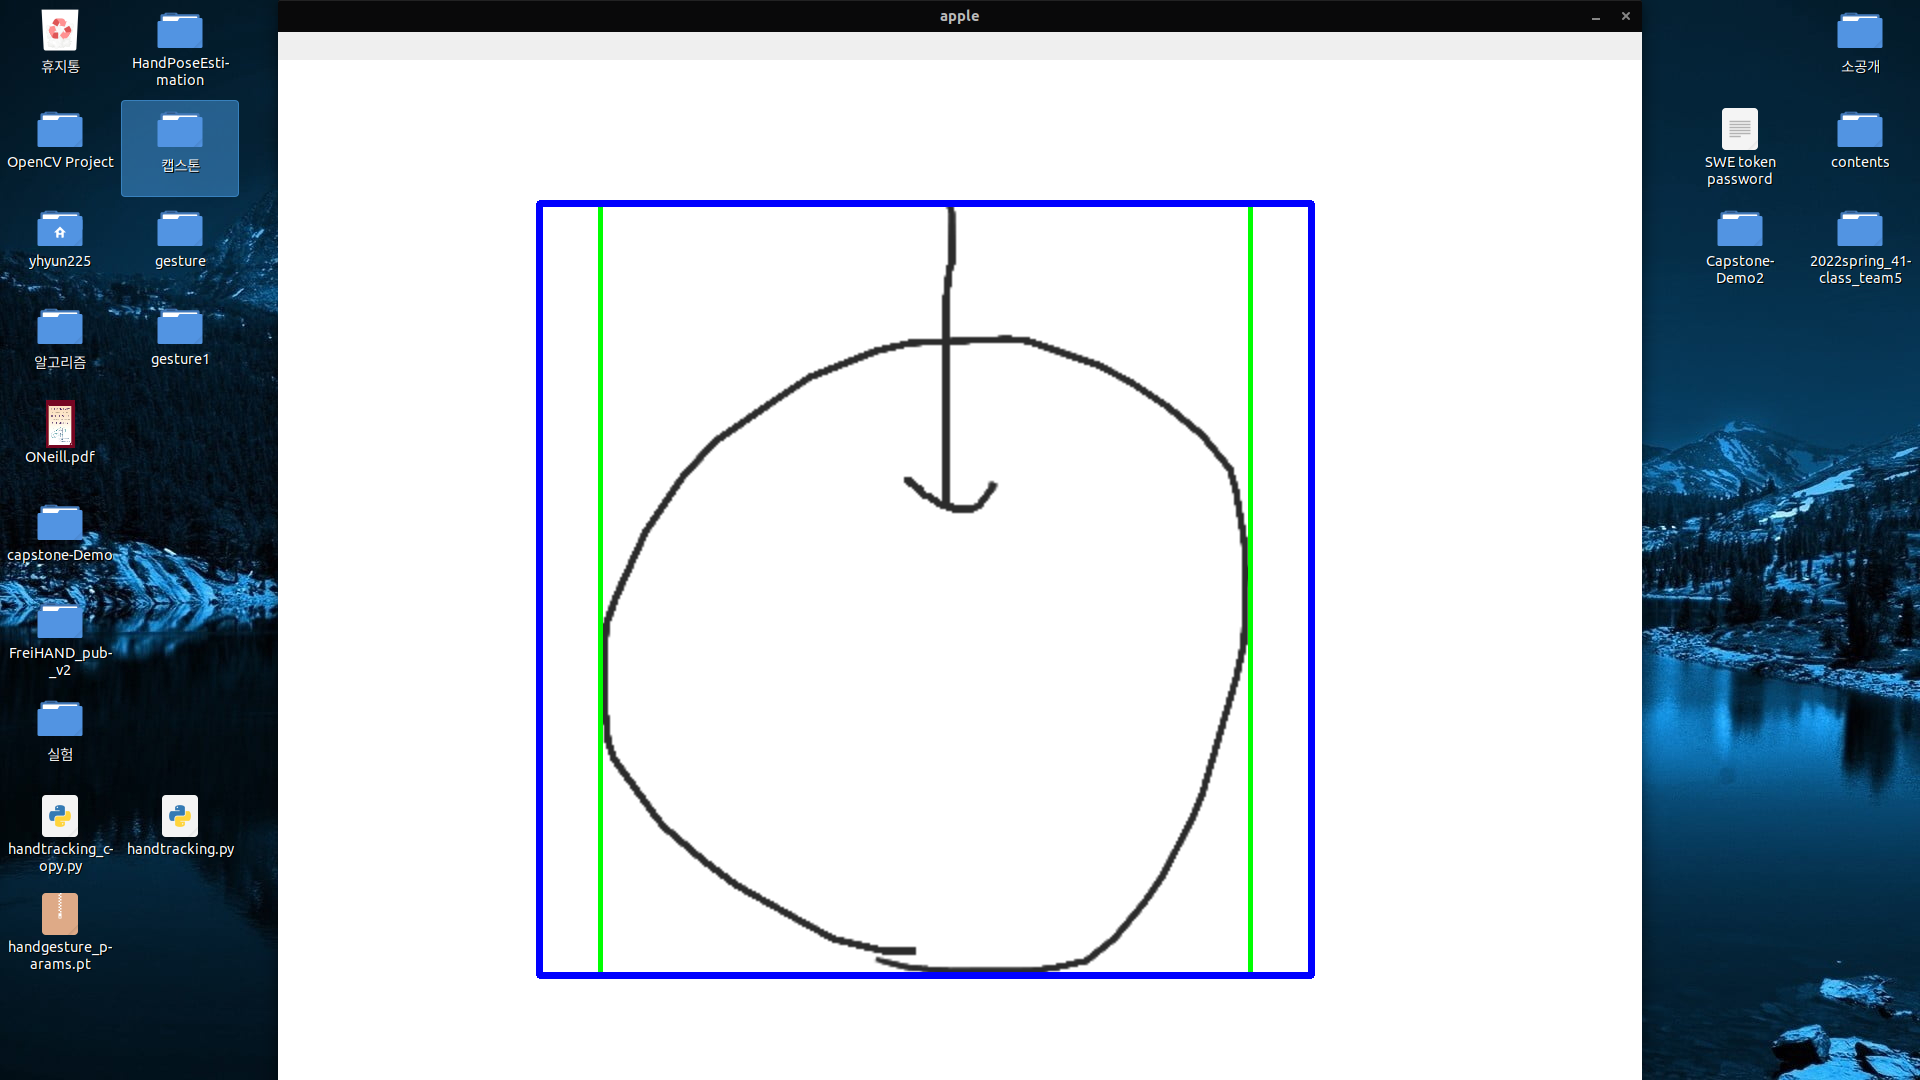 apple
휴지통
HandPoseEsti-
mation
OpenCV Project
캡스톤
yhyun225
gesture
알고리즘
gesture1
ONeill.pdf
capstone-Demo
FreiHAND_pub-
_v2
실험
handtracking_c-
opy.py
handtracking.py
handgesture_p-
arams.pt
소공개
SWE token
password
contents
Capstone-
Demo2
2022spring_41-
class_team5